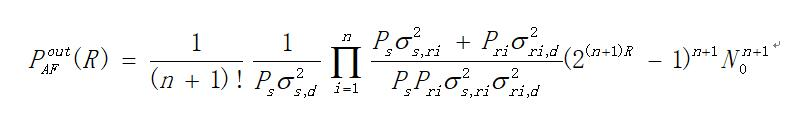 $P_{AF}^{out}(R) = \frac{1}{(n+1)!} \frac{1}{P_s \sigma_{s,d}^2} \prod_{i=1}^{n} \frac{P_s \sigma_{s,ri}^2 + P_{ri} \sigma_{ri,d}^2}{P_s P_{ri} \sigma_{s,ri}^2 \sigma_{ri,d}^2} (2^{(n+1)R} - 1)^{n+1} N_0^{n+1}$